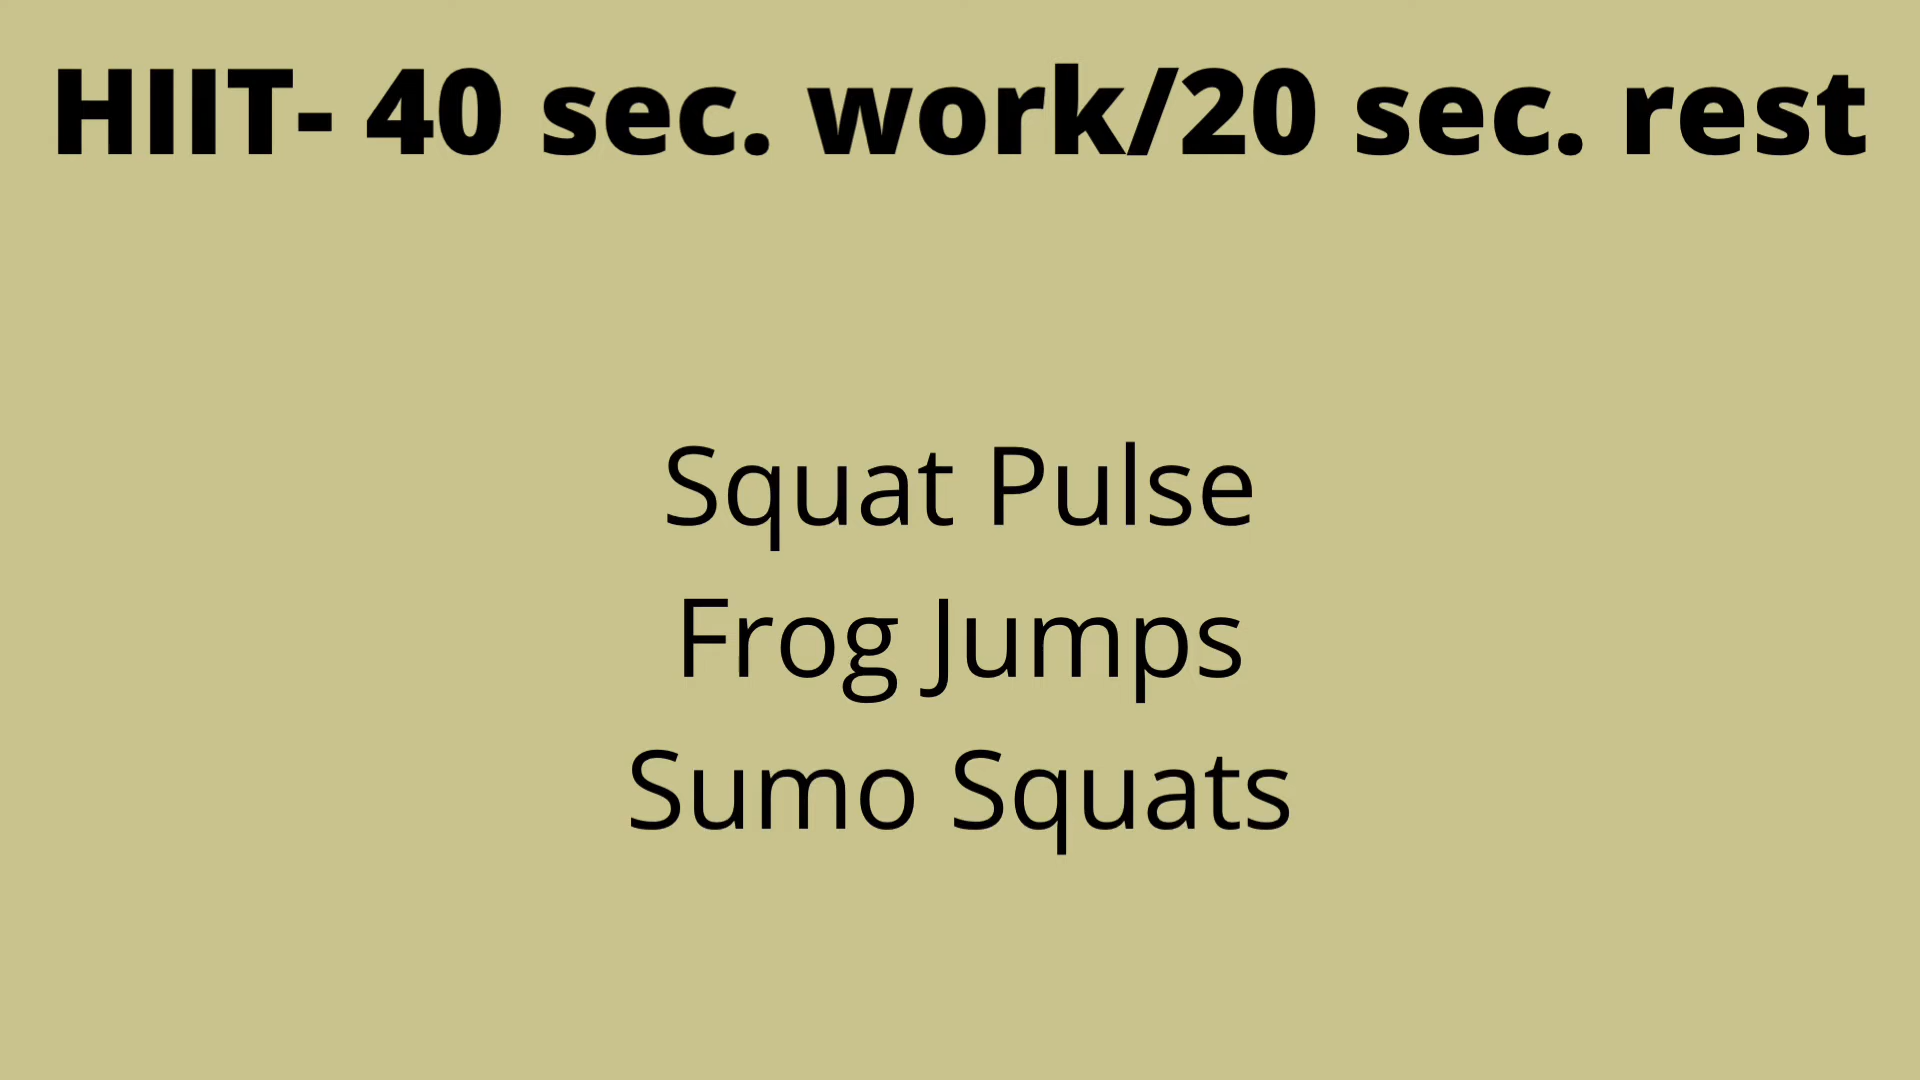 HIIT- 40 sec. work/20 sec. rest
Squat Pulse
Frog Jumps
Sumo Squats